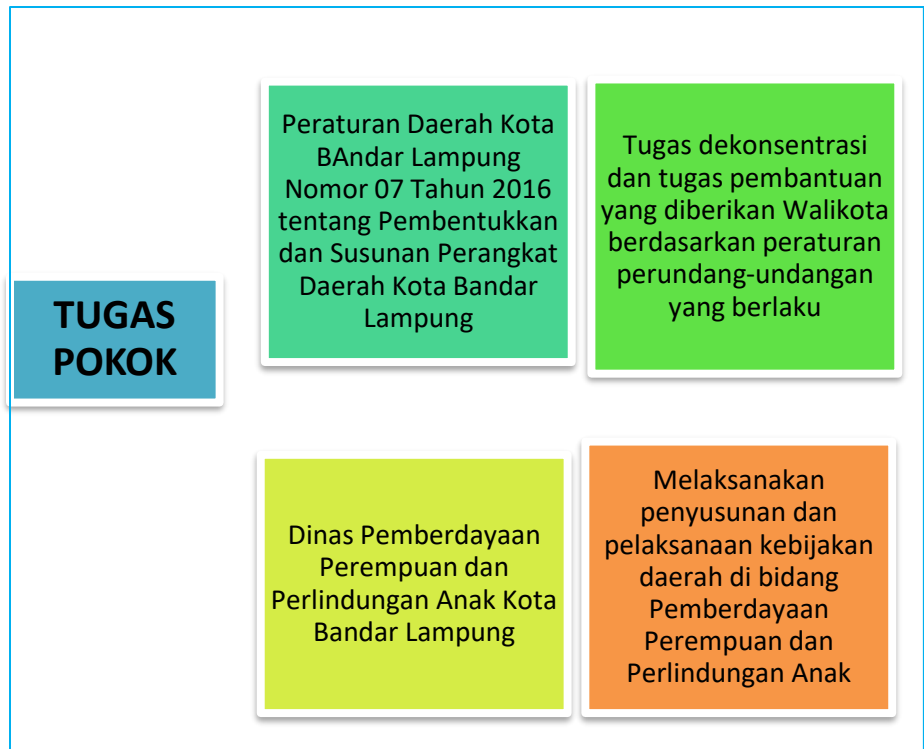 TUGAS
POKOK
Peraturan Daerah Kota
BAndar Lampung
Nomor 07 Tahun 2016
tentang Pembentukkan
dan Susunan Perangkat
Daerah Kota Bandar
Lampung
Tugas dekonsentrasi
dan tugas pembantuan
yang diberikan Walikota
berdasarkan peraturan
perundang-undangan
yang berlaku
Dinas Pemberdayaan
Perempuan dan
Perlindungan Anak Kota
Bandar Lampung
Melaksanakan
penyusunan dan
pelaksanaan kebijakan
daerah di bidang
Pemberdayaan
Perempuan dan
Perlindungan Anak